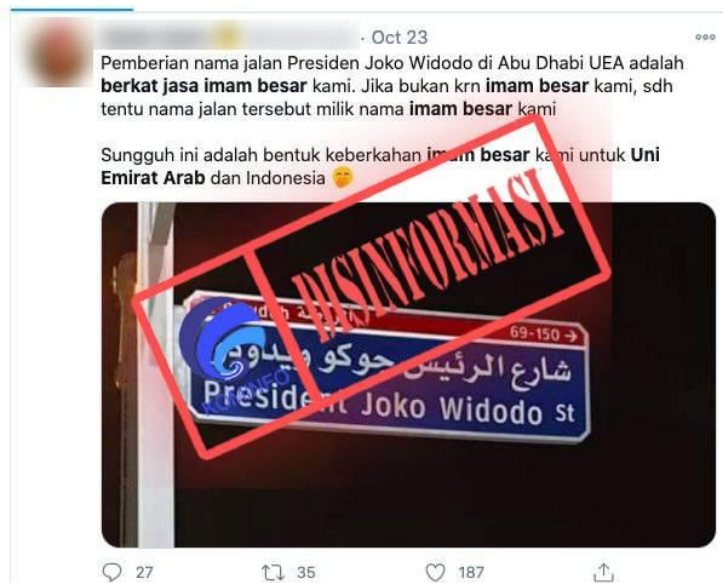 · Oct 23
Pemberian nama jalan Presiden Joko Widodo di Abu Dhabi UEA adalah
berkat jasa imam besar kami. Jika bukan krn imam besar kami, sdh
tentu nama jalan tersebut milik nama imam besar kami
Sungguh ini adalah bentuk keberkahan imam besar kami untuk Uni
Emirat Arab dan Indonesia 🤭
DISINFORMASI
69-150 →
شارع الرئيس جوكو ويدودو
President Joko Widodo St
KOMINFO
27 35 187